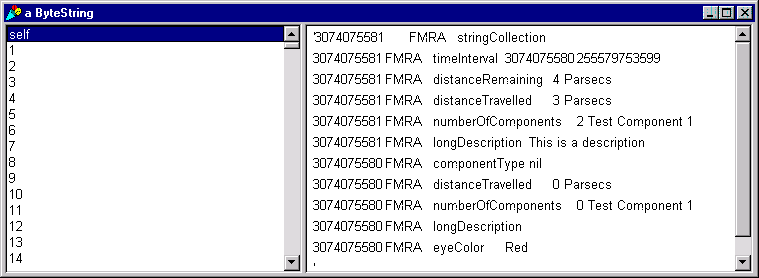 a ByteString
self
1
2
3
4
5
6
7
8
9
10
11
12
13
14
'3074075581 FMRA stringCollection
3074075581 FMRA timeInterval 3074075580 255579753599
3074075581 FMRA distanceRemaining 4 Parsecs
3074075581 FMRA distanceTravelled 3 Parsecs
3074075581 FMRA numberOfComponents 2 Test Component 1
3074075581 FMRA longDescription This is a description
3074075580 FMRA componentType nil
3074075580 FMRA distanceTravelled 0 Parsecs
3074075580 FMRA numberOfComponents 0 Test Component 1
3074075580 FMRA longDescription
3074075580 FMRA eyeColor Red
'